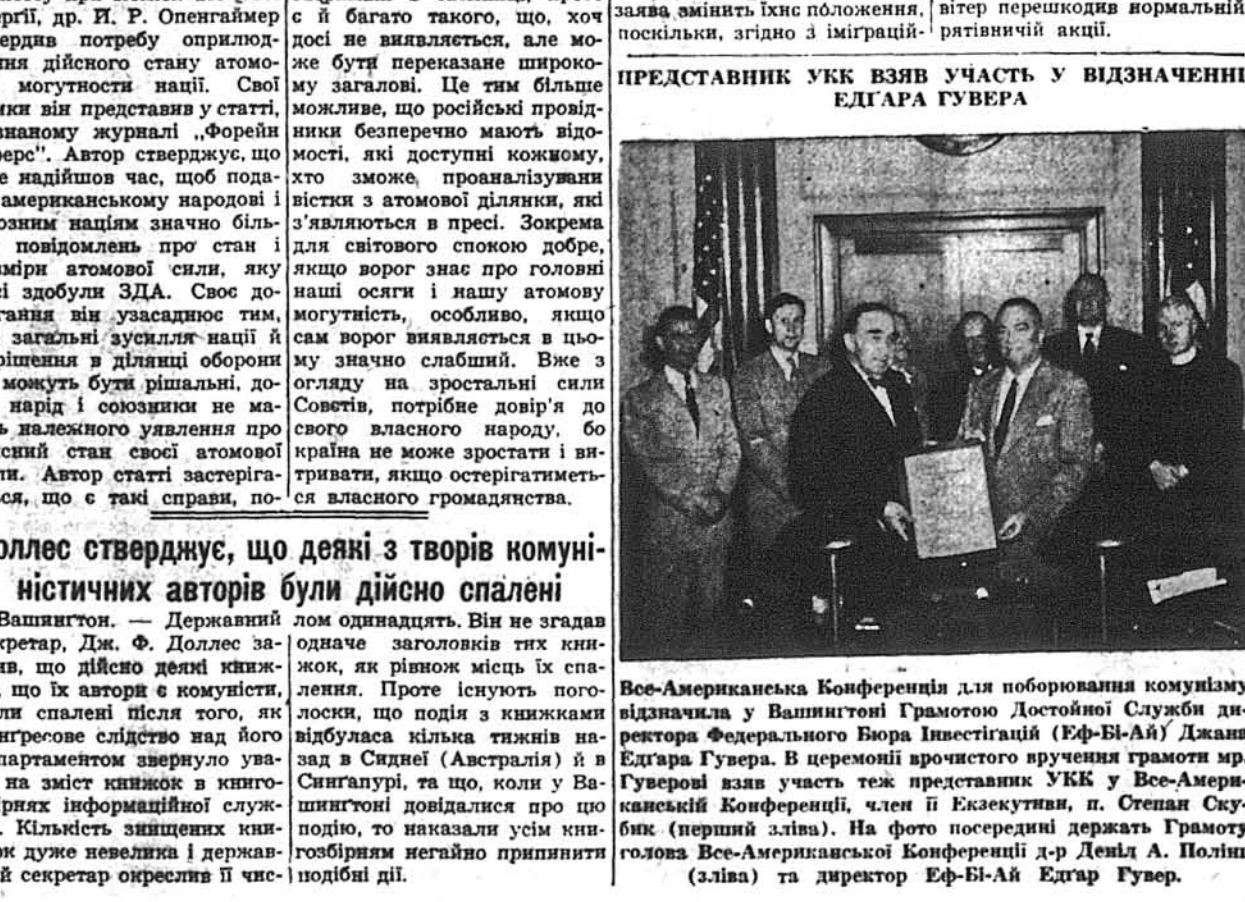 ергії, др. И. Р. Опенгаймер
ердив потребу оприлюд-
ня дійсного стану атомо-
могутности нації. Свої
мки він представив у статті,
знаному журналі „Форейн
ферс". Автор стверджує, що
е надійшов час, щоб пода-
американському народові і
озним націям значно біль-
повідомлень про стан і
зміри атомової сили, яку
сі здобули ЗДА. Своє до-
гання він узасаднює тим,
загальні зусилля нації й
рішення в ділянці оборони
можуть бути рішальні, до-
нарід і союзники не ма-
ь належного уявлення про
існий стан своєї атомової
ли. Автор статті застеріга-
ься, що є такі справи, по-
є й багато такого, що, хоч
досі не виявляється, але мо-
же бути переказане широко-
му загалові. Це тим більше
можливе, що російські провід-
ники безперечно мають відо-
мості, які доступні кожному,
хто зможе проаналізувани
вістки з атомової ділянки, які
з'являються в пресі. Зокрема
для світового спокою добре,
якщо ворог знає про головні
наші осяги і нашу атомову
могутність, особливо, якщо
сам ворог виявляється в цьо-
му значно слабший. Вже з
огляду на зростальні сили
Совєтів, потрібне довір'я до
свого власного народу, бо
країна не може зростати і ви-
тривати, якщо остерігатиметь-
ся власного громадянства.
оллес стверджує, що деякі з творів комуні-
ністичних авторів були дійсно спалені
Вашингтон. — Державний
кретар, Дж. Ф. Доллес за-
ив, що дійсно деякі книж-
, що їх автори є комуністи,
ли спалені після того, як
нґресове слідство над його
партаментом звернуло ува-
на зміст книжок в книго-
ірнях інформаційної служ-
. Кількість знищених кни-
ок дуже невелика і держав-
й секретар окреслив її чис-
лом одинадцять. Він не згадав
одначе заголовків тих кни-
жок, як рівнож місць їх спа-
лення. Проте існують пого-
лоски, що подія з книжками
відбулася кілька тижнів на-
зад в Сиднеї (Австралія) й в
Синґапурі, та що, коли у Ва-
шинґтоні довідалися про цю
подію, то наказали усім кни-
гозбірням негайно припинити
подібні дії.
заява змінить їхнє положення,
поскільки, згідно з іміґрацій-
вітер перешкодив нормальній
рятівничій акції.
ПРЕДСТАВНИК УКК ВЗЯВ УЧАСТЬ У ВІДЗНАЧЕННІ
ЕДҐАРА ГУВЕРА
Все-Американська Конференція для поборювання комунізму
відзначила у Вашинґтоні Грамотою Достойної Служби ди-
ректора Федерального Бюра Інвестіґацій (Еф-Бі-Ай) Джана
Едґара Гувера. В церемонії врочистого вручення грамоти мр.
Гуверові взяв участь теж представник УКК у Все-Амери-
канській Конференції, член її Екзекутиви, п. Степан Ску-
бик (перший зліва). На фото посередині держать Грамоту
голова Все-Американської Конференції д-р Денід А. Полінг
(зліва) та директор Еф-Бі-Ай Едґар Гувер.